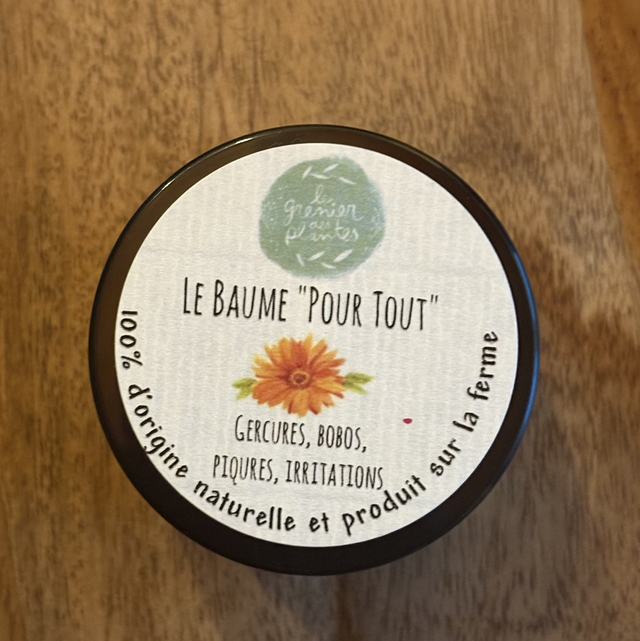 le
grenier
des
plantes
LE BAUME "POUR TOUT"
GERCURES, BOBOS,
PIQURES, IRRITATIONS
100% d'origine naturelle et produit sur la ferme